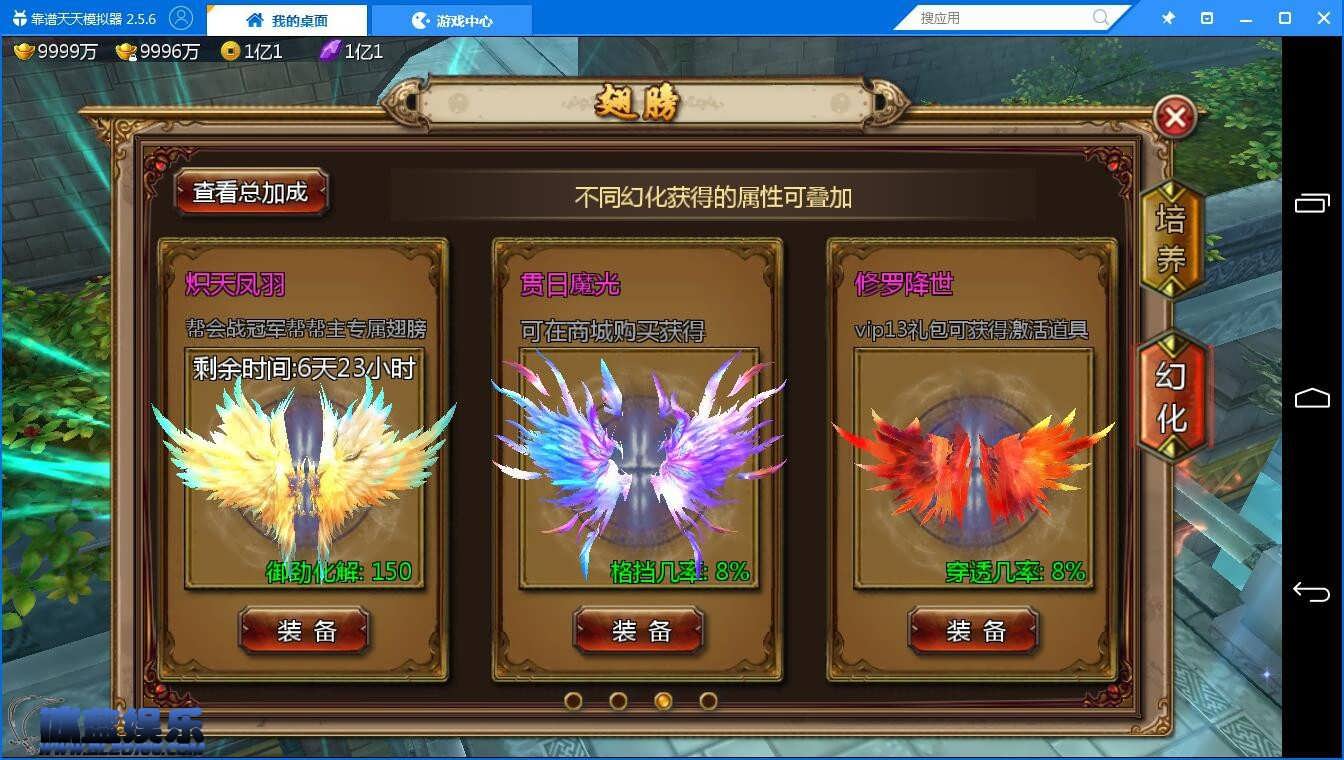 靠谱天天模拟器 2.5.6
我的桌面
游戏中心
搜应用
9999万 9996万 1亿1 1亿1
翅膀
查看总加成
不同幻化获得的属性可叠加
培养
幻化
炽天凤羽
帮会战冠军帮帮主专属翅膀
剩余时间:6天23小时
御劲化解: 150
装备
贯日魔光
可在商城购买获得
格挡几率: 8%
装备
修罗降世
vip13礼包可获得激活道具
穿透几率: 8%
装备